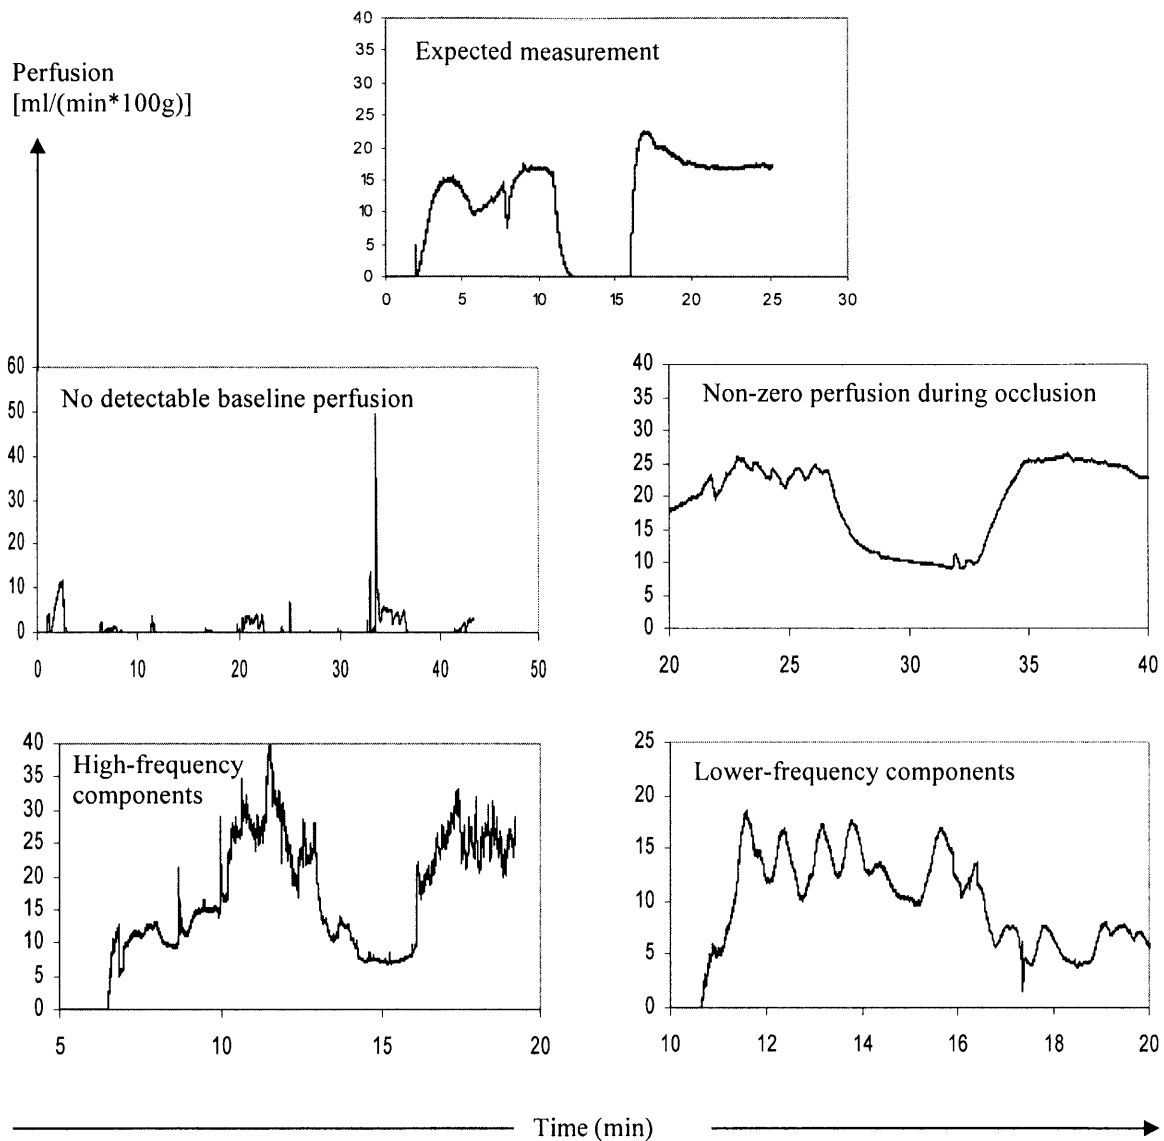 Perfusion
[ml/(min*100g)]
Expected measurement
40
35
30
25
20
15
10
5
0
0 5 10 15 20 25 30
No detectable baseline perfusion
60
50
40
30
20
10
0
0 10 20 30 40 50
Non-zero perfusion during occlusion
40
35
30
25
20
15
10
5
0
20 25 30 35 40
High-frequency
components
40
35
30
25
20
15
10
5
0
5 10 15 20
Lower-frequency components
25
20
15
10
5
0
10 12 14 16 18 20
Time (min)